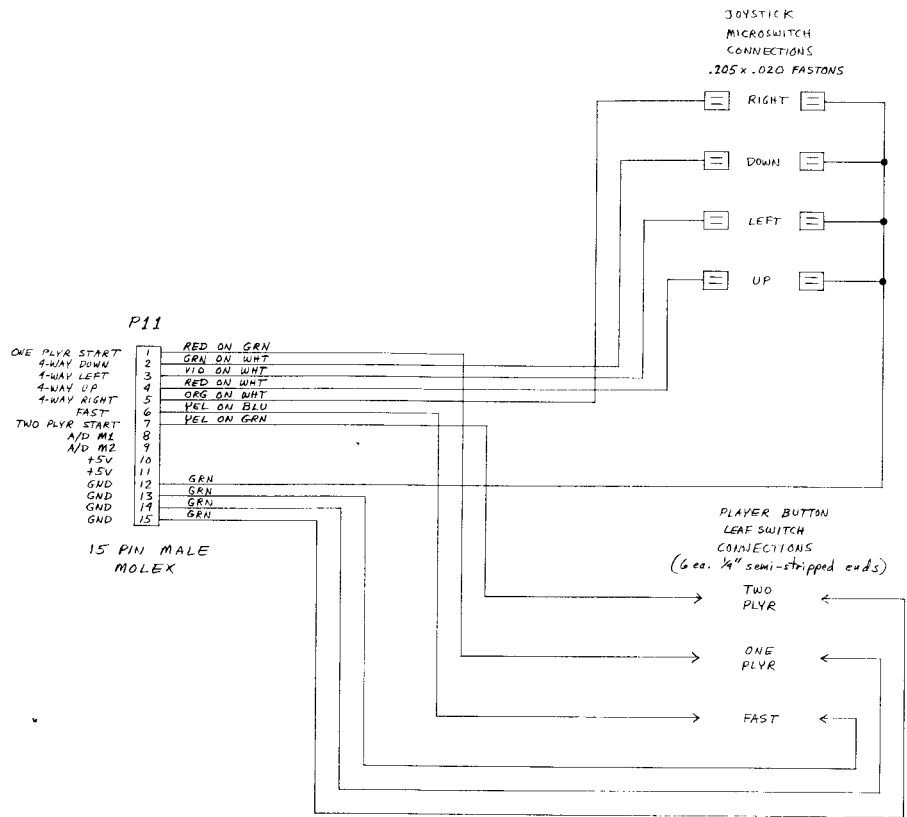 JOYSTICK
MICROSWITCH
CONNECTIONS
.205 x .020 FASTONS
RIGHT
DOWN
LEFT
UP
P11
ONE PLYR START 1 RED ON GRN
4-WAY DOWN 2 GRN ON WHT
4-WAY LEFT 3 VIO ON WHT
4-WAY UP 4 RED ON WHT
4-WAY RIGHT 5 ORG ON WHT
FAST 6 YEL ON BLU
TWO PLYR START 7 YEL ON GRN
A/D M1 8
A/D M2 9
+5V 10
+5V 11
GND 12 GRN
GND 13 GRN
GND 14 GRN
GND 15 GRN
15 PIN MALE
MOLEX
PLAYER BUTTON
LEAF SWITCH
CONNECTIONS
(6 ea. 1/4" semi-stripped ends)
TWO
PLYR
ONE
PLYR
FAST